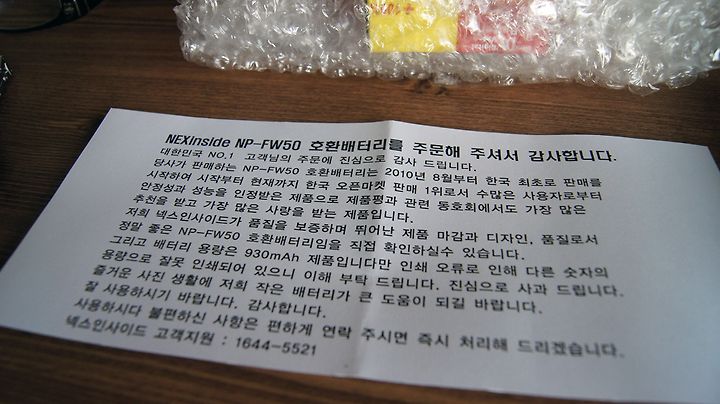 NEXinside NP-FW50 호환배터리를 주문해 주셔서 감사합니다.
대한민국 NO.1 고객님의 주문에 진심으로 감사 드립니다.
당사가 판매하는 NP-FW50 호환배터리는 2010년 8월부터 한국 최초로 판매를
시작하여 시작부터 현재까지 한국 오픈마켓 판매 1위로서 수많은 사용자로부터
안정성과 성능을 인정받은 제품으로 제품평과 관련 동호회에서도 가장 많은
추천을 받고 가장 많은 사랑을 받는 제품입니다.
저희 넥스인사이드가 품질을 보증하며 뛰어난 제품 마감과 디자인, 품질로서
정말 좋은 NP-FW50 호환배터리임을 직접 확인하실수 있습니다.
그리고 배터리 용량은 930mAh 제품입니다만 인쇄 오류로 인해 다른 숫자의
용량으로 잘못 인쇄되어 있으니 이해 부탁 드립니다. 진심으로 사과 드립니다.
즐거운 사진 생활에 저희 작은 배터리가 큰 도움이 되길 바랍니다.
잘 사용하시기 바랍니다. 감사합니다.
사용하시다 불편하신 사항은 편하게 연락 주시면 즉시 처리해 드리겠습니다.
넥스인사이드 고객지원 : 1644-5521